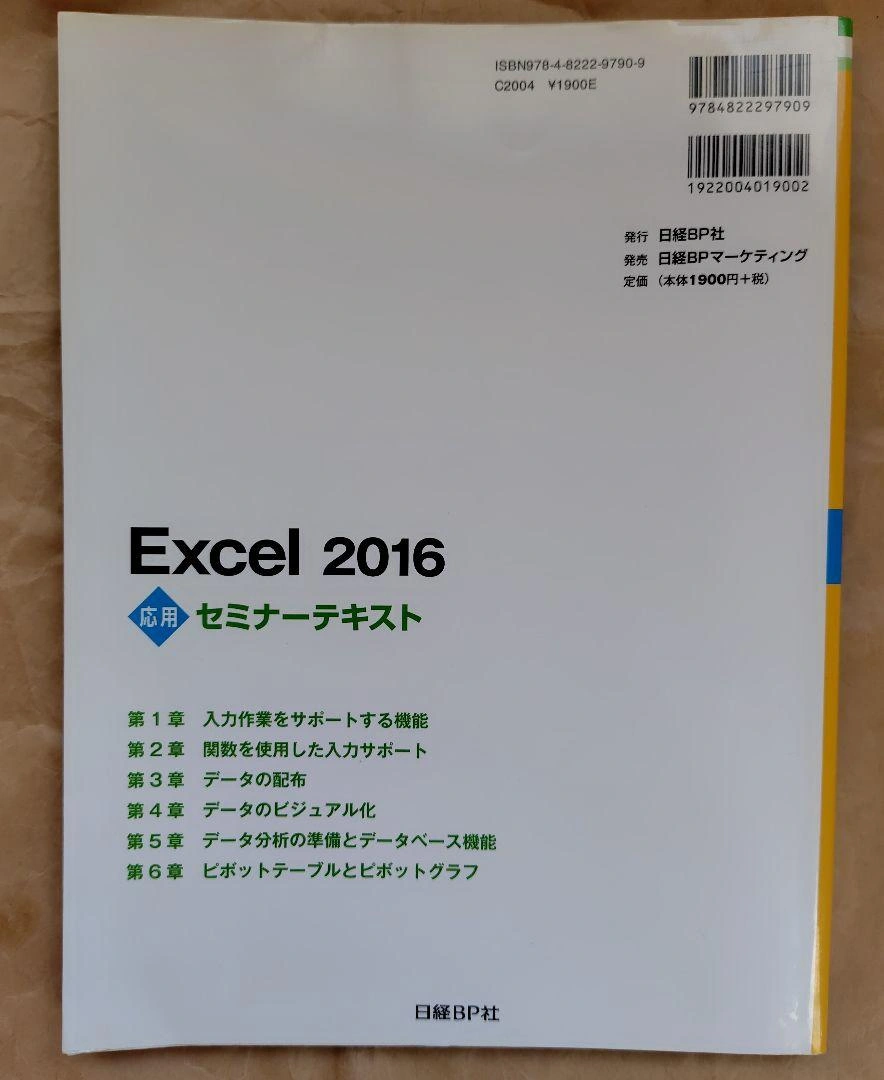 ISBN978-4-8222-9790-9
C2004 ¥1900E
9784822297909
1922004019002
発行 日経BP社
発売 日経BPマーケティング
定価 (本体1900円+税)
Excel 2016
応用 セミナーテキスト
第1章 入力作業をサポートする機能
第2章 関数を使用した入力サポート
第3章 データの配布
第4章 データのビジュアル化
第5章 データ分析の準備とデータベース機能
第6章 ピボットテーブルとピボットグラフ
日経BP社